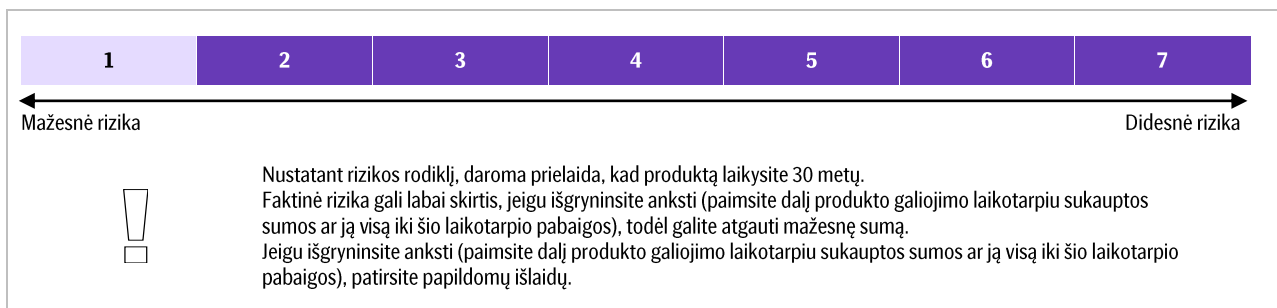 1 2 3 4 5 6 7
Mažesnė rizika Didesnė rizika
Nustatant rizikos rodiklį, daroma prielaida, kad produktą laikysite 30 metų.
Faktinė rizika gali labai skirtis, jeigu išgryninsite anksti (paimsite dalį produkto galiojimo laikotarpiu sukauptos
sumos ar ją visą iki šio laikotarpio pabaigos), todėl galite atgauti mažesnę sumą.
Jeigu išgryninsite anksti (paimsite dalį produkto galiojimo laikotarpiu sukauptos sumos ar ją visą iki šio laikotarpio
pabaigos), patirsite papildomų išlaidų.